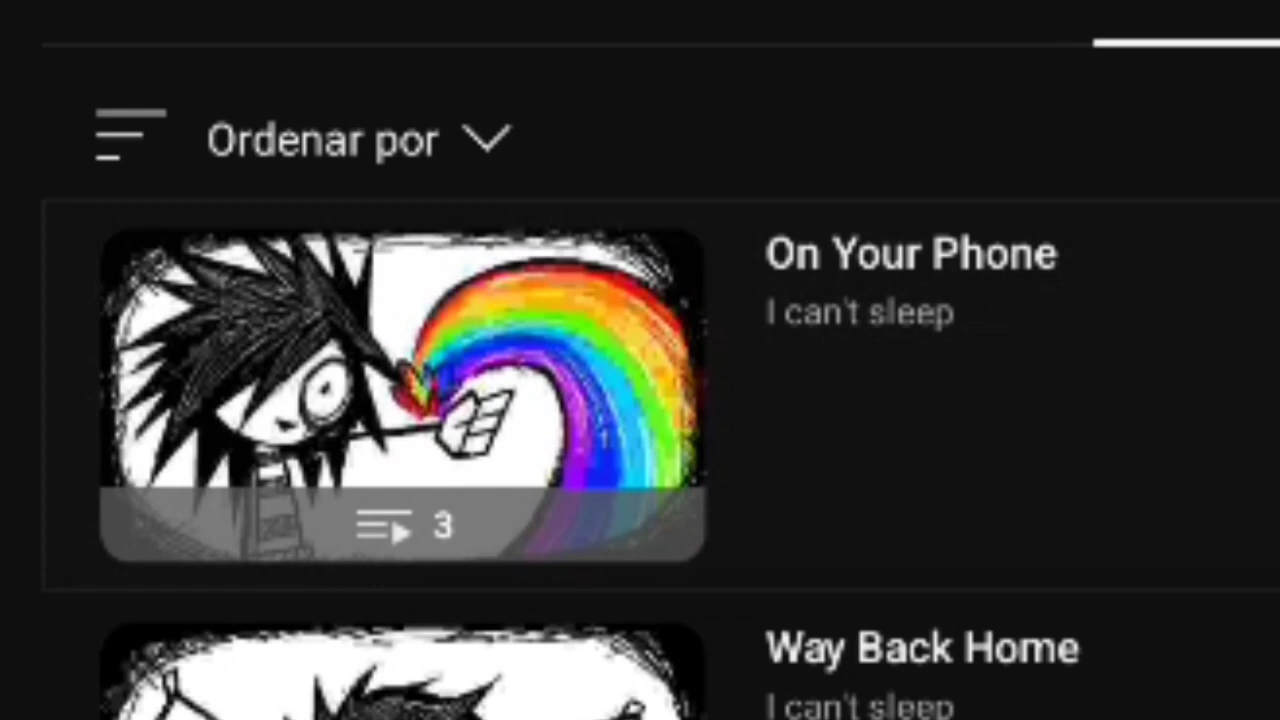 Ordenar por
On Your Phone
I can't sleep
3
Way Back Home
I can't sleep